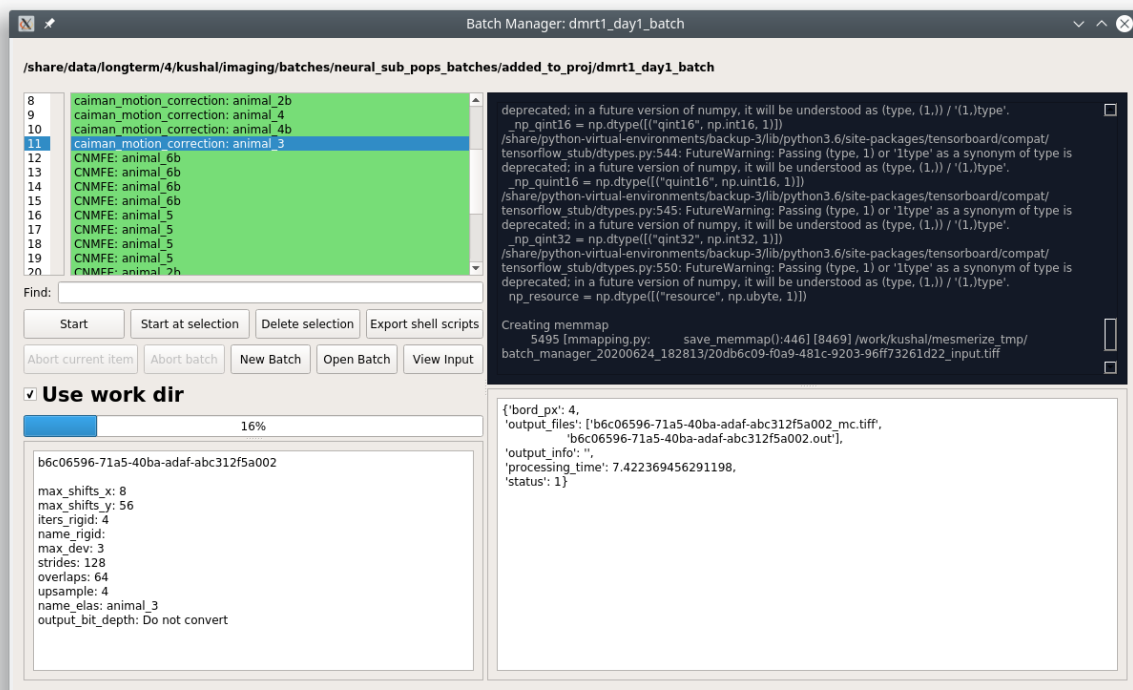 Batch Manager: dmrt1_day1_batch
/share/data/longterm/4/kushal/imaging/batches/neural_sub_pops_batches/added_to_proj/dmrt1_day1_batch
8 caiman_motion_correction: animal_2b
9 caiman_motion_correction: animal_4
10 caiman_motion_correction: animal_4b
11 caiman_motion_correction: animal_3
12 CNMFE: animal_6b
13 CNMFE: animal_6b
14 CNMFE: animal_6b
15 CNMFE: animal_6b
16 CNMFE: animal_5
17 CNMFE: animal_5
18 CNMFE: animal_5
19 CNMFE: animal_5
20 CNMFE: animal_2b
Find:
Start Start at selection Delete selection Export shell scripts
Abort current item Abort batch New Batch Open Batch View Input
Use work dir
16%
b6c06596-71a5-40ba-adaf-abc312f5a002
max_shifts_x: 8
max_shifts_y: 56
iters_rigid: 4
name_rigid:
max_dev: 3
strides: 128
overlaps: 64
upsample: 4
name_elas: animal_3
output_bit_depth: Do not convert
deprecated; in a future version of numpy, it will be understood as (type, (1,)) / '(1,)type'.
_np_qint16 = np.dtype([("qint16", np.int16, 1)])
/share/python-virtual-environments/backup-3/lib/python3.6/site-packages/tensorboard/compat/
tensorflow_stub/dtypes.py:544: FutureWarning: Passing (type, 1) or '1type' as a synonym of type is
deprecated; in a future version of numpy, it will be understood as (type, (1,)) / '(1,)type'.
_np_quint16 = np.dtype([("quint16", np.uint16, 1)])
/share/python-virtual-environments/backup-3/lib/python3.6/site-packages/tensorboard/compat/
tensorflow_stub/dtypes.py:545: FutureWarning: Passing (type, 1) or '1type' as a synonym of type is
deprecated; in a future version of numpy, it will be understood as (type, (1,)) / '(1,)type'.
_np_qint32 = np.dtype([("qint32", np.int32, 1)])
/share/python-virtual-environments/backup-3/lib/python3.6/site-packages/tensorboard/compat/
tensorflow_stub/dtypes.py:550: FutureWarning: Passing (type, 1) or '1type' as a synonym of type is
deprecated; in a future version of numpy, it will be understood as (type, (1,)) / '(1,)type'.
np_resource = np.dtype([("resource", np.ubyte, 1)])
Creating memmap
5495 [mmapping.py: save_memmap():446] [8469] /work/kushal/mesmerize_tmp/
batch_manager_20200624_182813/20db6c09-f0a9-481c-9203-96ff73261d22_input.tiff
{'bord_px': 4,
'output_files': ['b6c06596-71a5-40ba-adaf-abc312f5a002_mc.tiff',
'b6c06596-71a5-40ba-adaf-abc312f5a002.out'],
'output_info': '',
'processing_time': 7.422369456291198,
'status': 1}